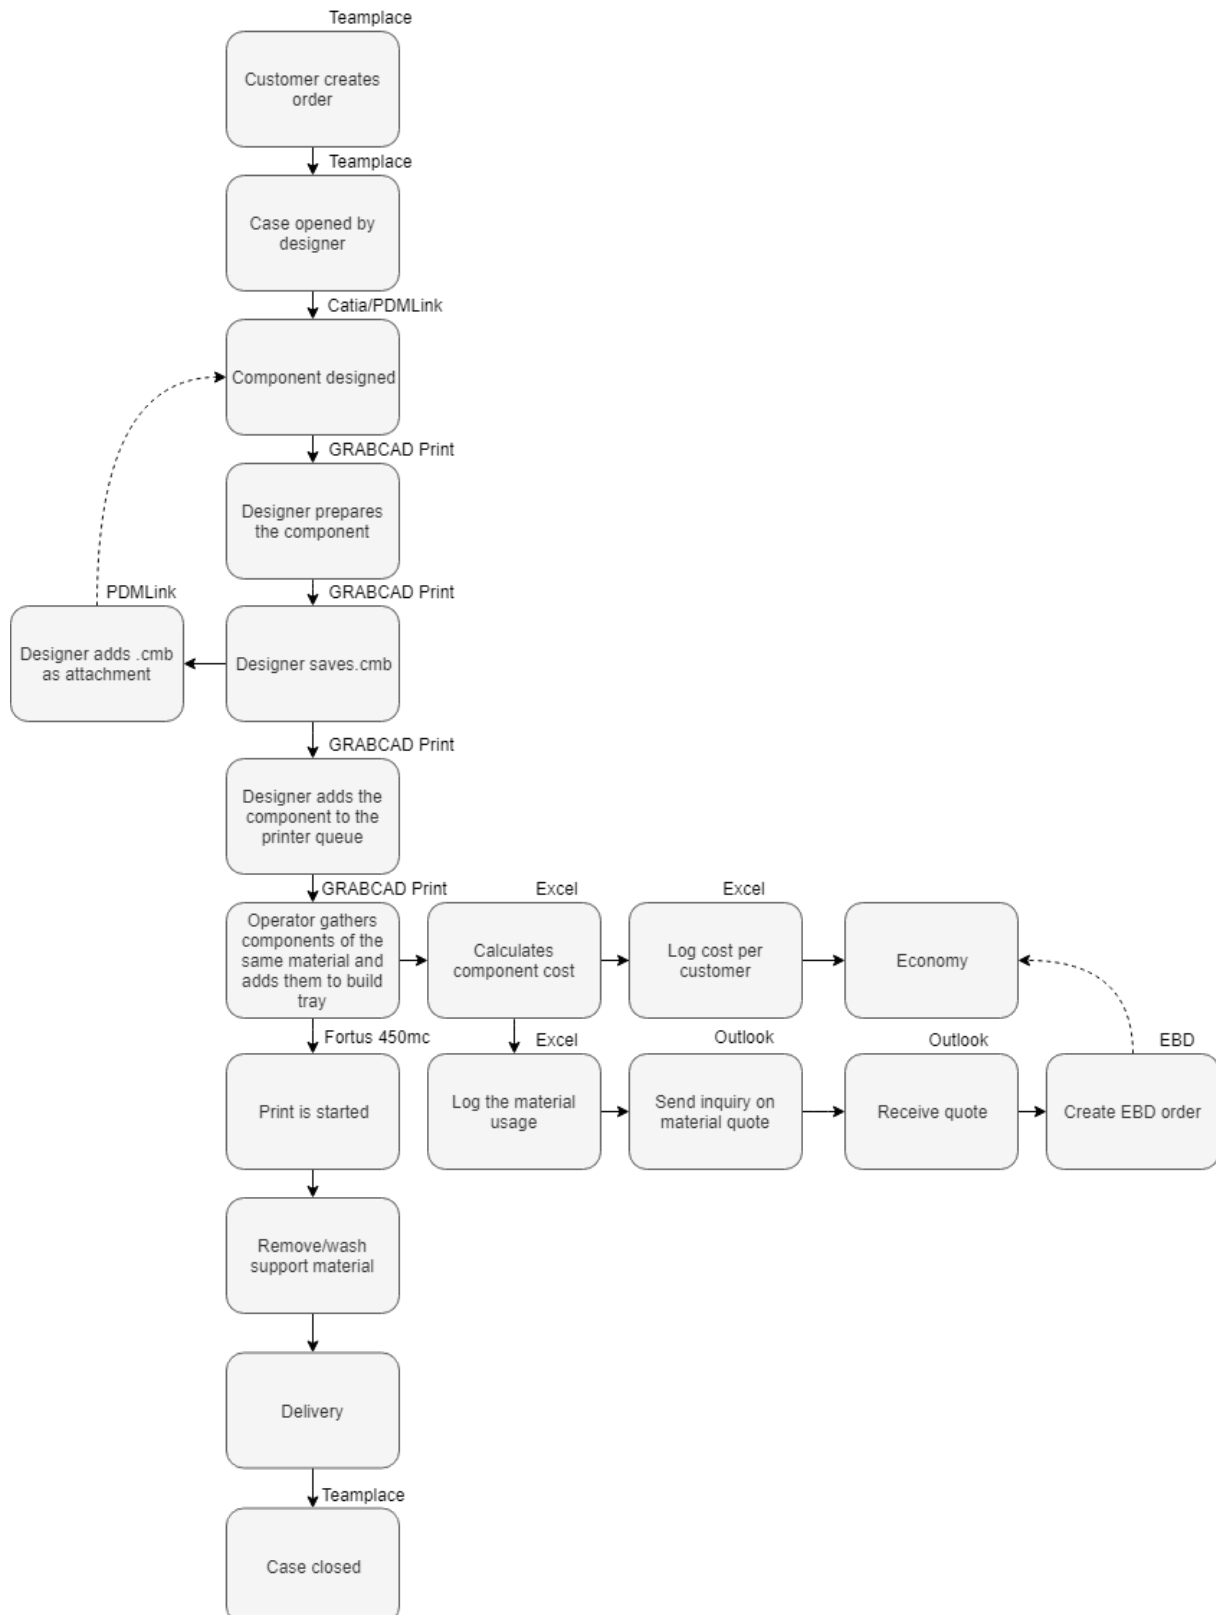 Teamplace
Customer creates
order
Teamplace
Case opened by
designer
Catia/PDMLink
Component designed
GRABCAD Print
Designer prepares
the component
GRABCAD Print
PDMLink
Designer adds .cmb
as attachment
Designer saves.cmb
GRABCAD Print
Designer adds the
component to the
printer queue
GRABCAD Print
Operator gathers
components of the
same material and
adds them to build
tray
Excel
Calculates
component cost
Excel
Log cost per
customer
Economy
Fortus 450mc
Print is started
Excel
Log the material
usage
Outlook
Send inquiry on
material quote
Outlook
Receive quote
EBD
Create EBD order
Remove/wash
support material
Delivery
Teamplace
Case closed